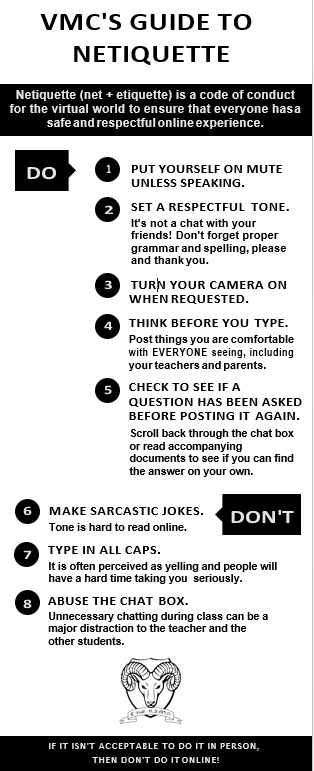 VMC'S GUIDE TO
NETIQUETTE
Netiquette (net + etiquette) is a code of conduct
for the virtual world to ensure that everyone has a
safe and respectful online experience.
DO
1 PUT YOURSELF ON MUTE
UNLESS SPEAKING.
2 SET A RESPECTFUL TONE.
It's not a chat with your
friends! Don't forget proper
grammar and spelling, please
and thank you.
3 TURN YOUR CAMERA ON
WHEN REQUESTED.
4 THINK BEFORE YOU TYPE.
Post things you are comfortable
with EVERYONE seeing, including
your teachers and parents.
5 CHECK TO SEE IF A
QUESTION HAS BEEN ASKED
BEFORE POSTING IT AGAIN.
Scroll back through the chat box
or read accompanying
documents to see if you can find
the answer on your own.
DON'T
6 MAKE SARCASTIC JOKES.
Tone is hard to read online.
7 TYPE IN ALL CAPS.
It is often perceived as yelling and people will
have a hard time taking you seriously.
8 ABUSE THE CHAT BOX.
Unnecessary chatting during class can be a
major distraction to the teacher and the
other students.
IF IT ISN'T ACCEPTABLE TO DO IT IN PERSON,
THEN DON'T DO IT ONLINE!